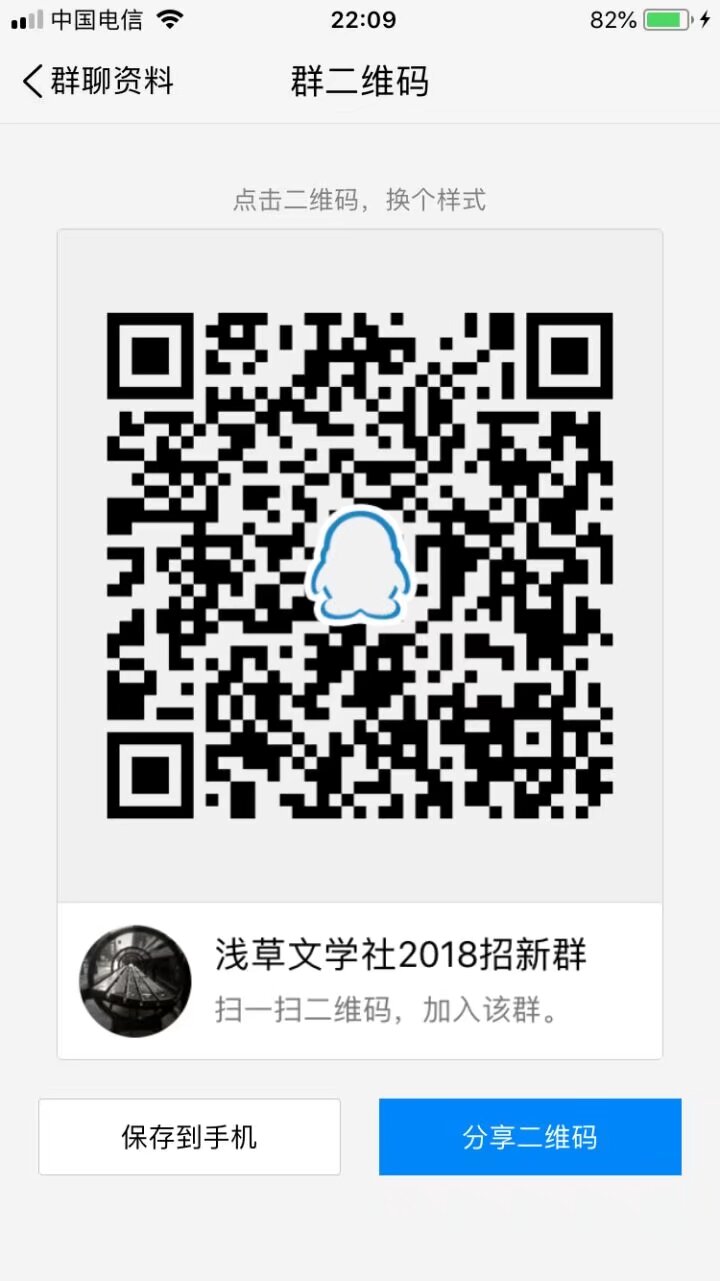 中国电信 22:09 82%
群聊资料 群二维码
点击二维码，换个样式
浅草文学社2018招新群
扫一扫二维码，加入该群。
保存到手机 分享二维码